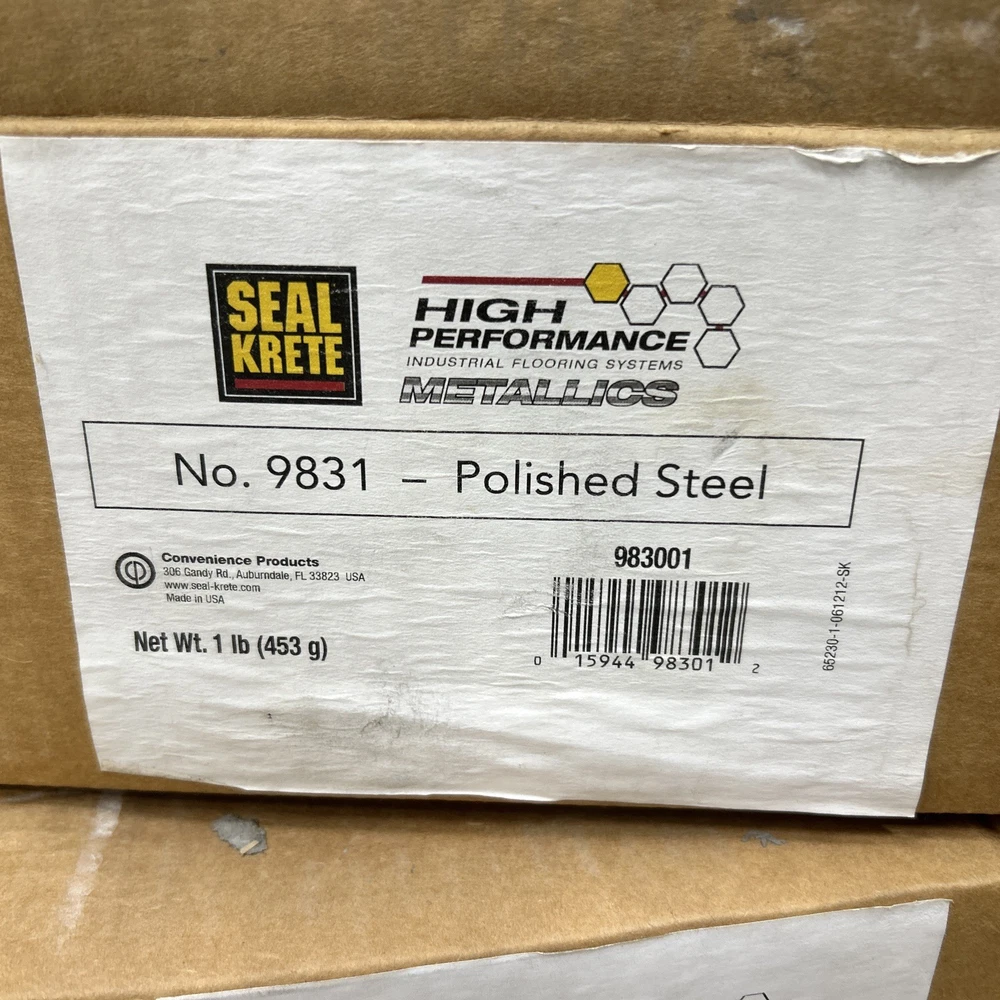 SEAL
KRETE
HIGH
PERFORMANCE
INDUSTRIAL FLOORING SYSTEMS
METALLICS
No. 9831 – Polished Steel
cp
Convenience Products
306 Gandy Rd., Auburndale, FL 33823 USA
www.seal-krete.com
Made in USA
Net Wt. 1 lb (453 g)
983001
0 15944 98301 2
65230-1-061212-SK